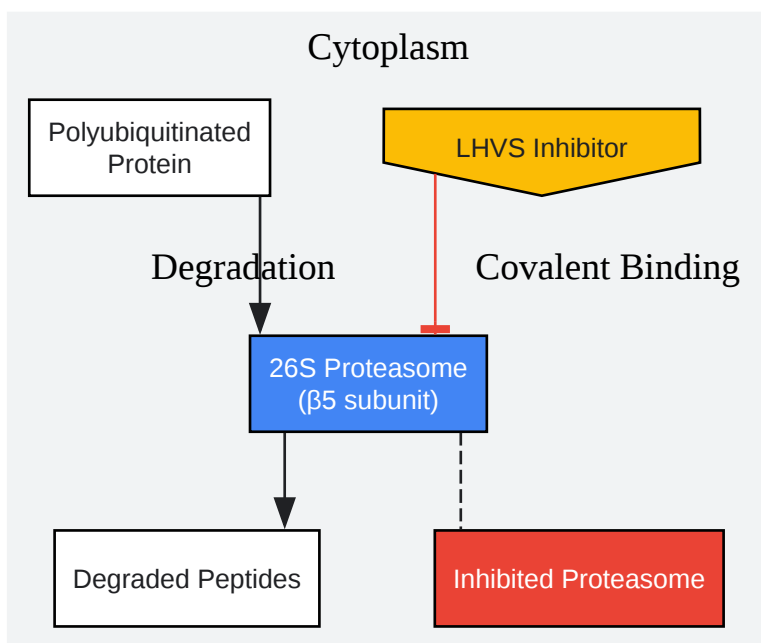 Cytoplasm
Polyubiquitinated
Protein
LHVS Inhibitor
Degradation
Covalent Binding
26S Proteasome
(β5 subunit)
Degraded Peptides
Inhibited Proteasome